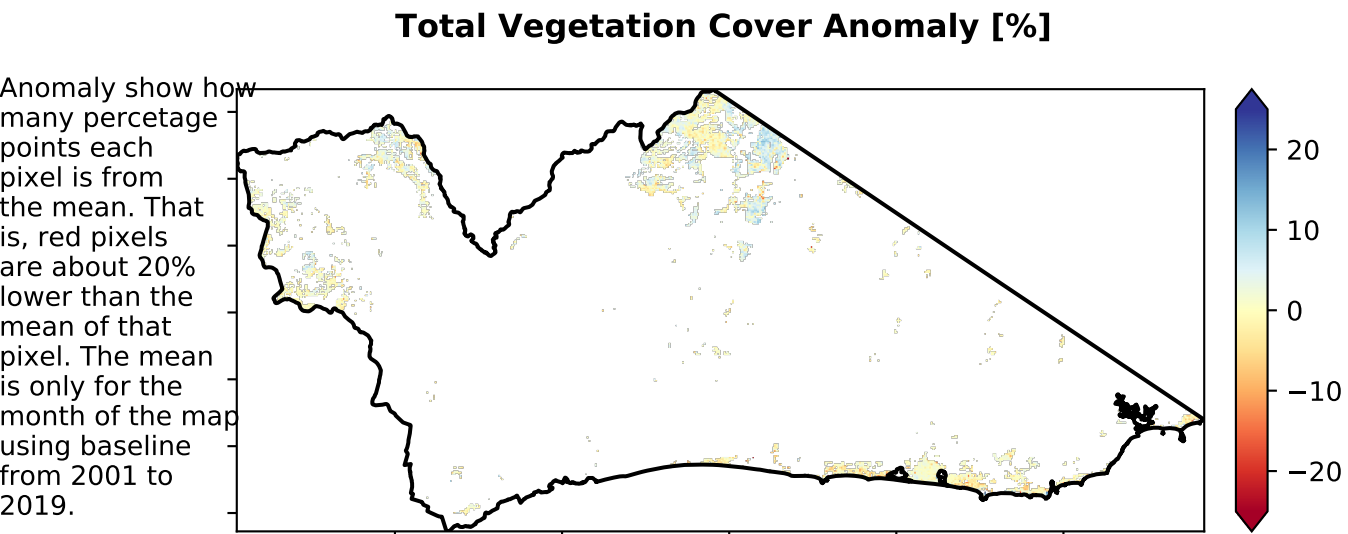 Total Vegetation Cover Anomaly [%]
Anomaly show how
many percetage
points each
pixel is from
the mean. That
is, red pixels
are about 20%
lower than the
mean of that
pixel. The mean
is only for the
month of the map
using baseline
from 2001 to
2019.
20
10
0
−10
−20